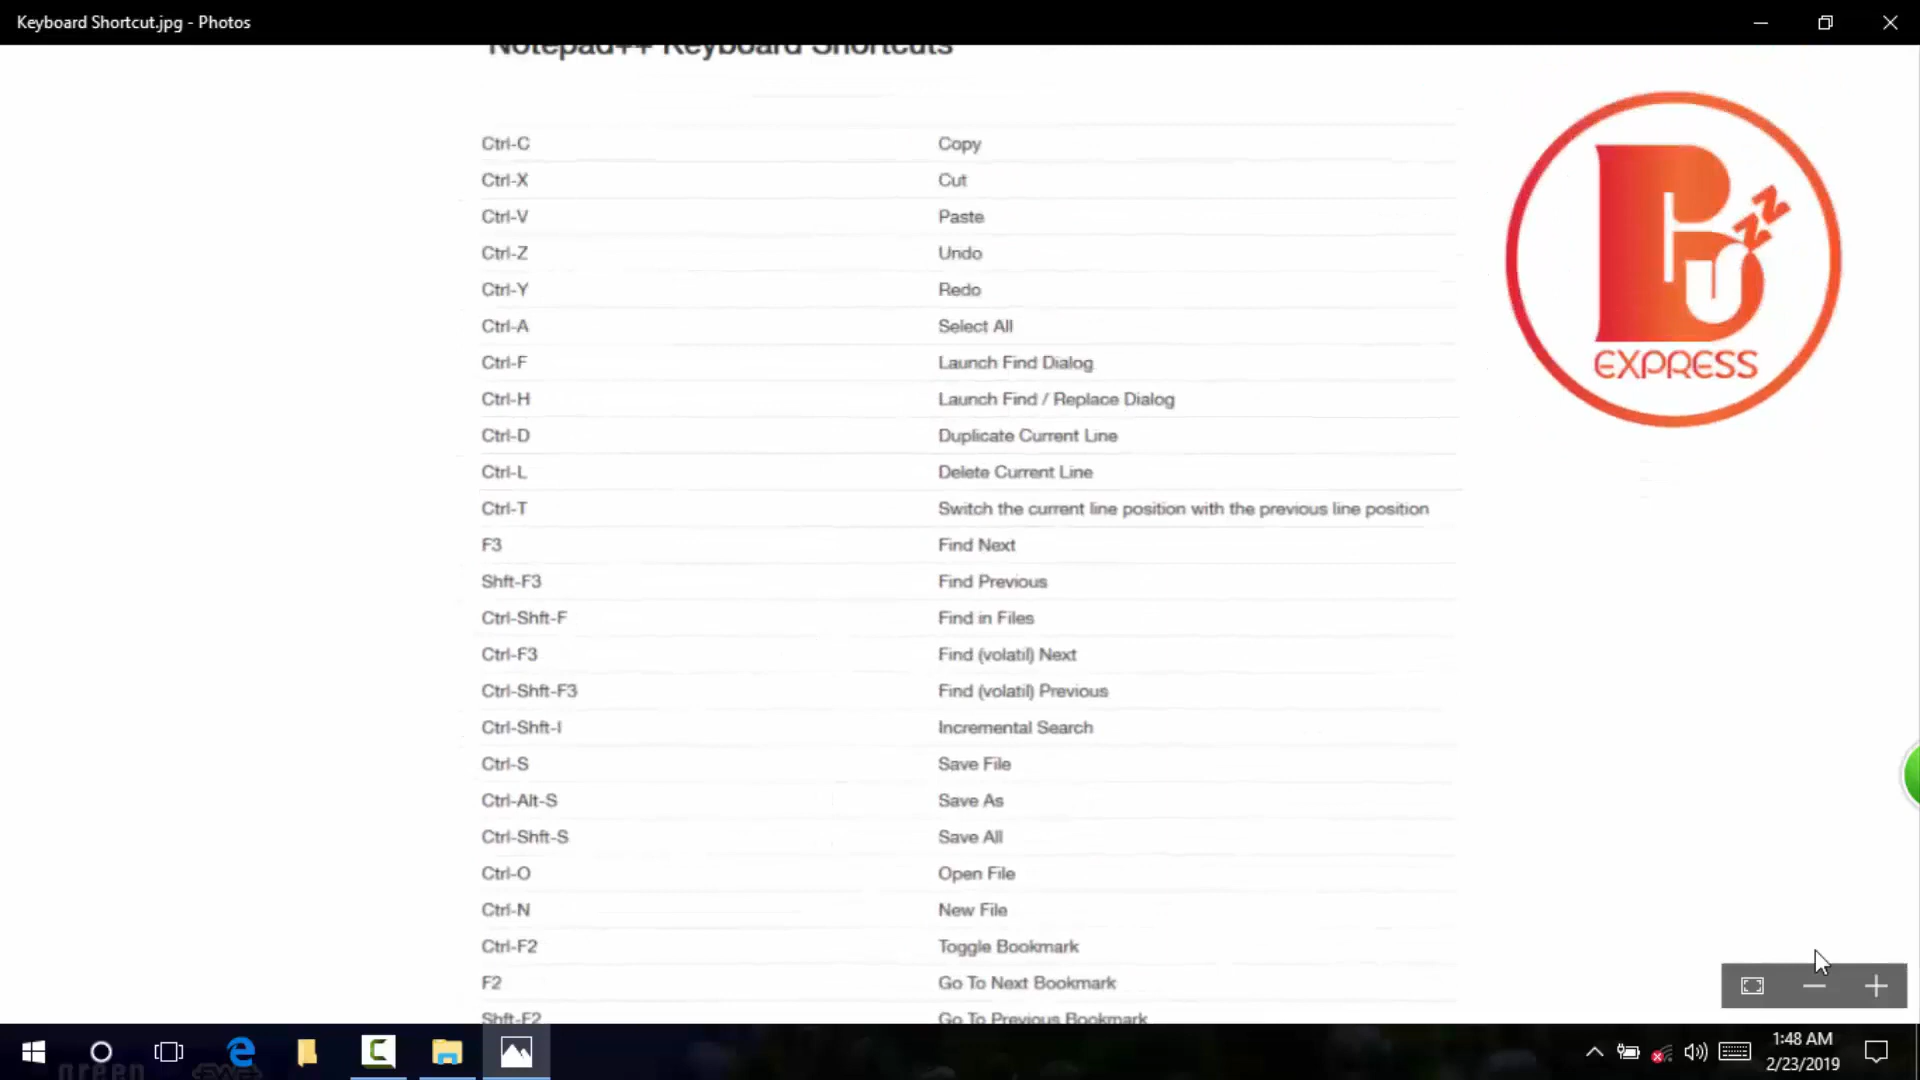 Keyboard Shortcut.jpg - Photos
Notepad++ Keyboard Shortcuts
Ctrl-C Copy
Ctrl-X Cut
Ctrl-V Paste
Ctrl-Z Undo
Ctrl-Y Redo
Ctrl-A Select All
Ctrl-F Launch Find Dialog
Ctrl-H Launch Find / Replace Dialog
Ctrl-D Duplicate Current Line
Ctrl-L Delete Current Line
Ctrl-T Switch the current line position with the previous line position
F3 Find Next
Shft-F3 Find Previous
Ctrl-Shft-F Find in Files
Ctrl-F3 Find (volatil) Next
Ctrl-Shft-F3 Find (volatil) Previous
Ctrl-Shft-I Incremental Search
Ctrl-S Save File
Ctrl-Alt-S Save As
Ctrl-Shft-S Save All
Ctrl-O Open File
Ctrl-N New File
Ctrl-F2 Toggle Bookmark
F2 Go To Next Bookmark
Shft-F2 Go To Previous Bookmark
EXPRESS
1:48 AM
2/23/2019